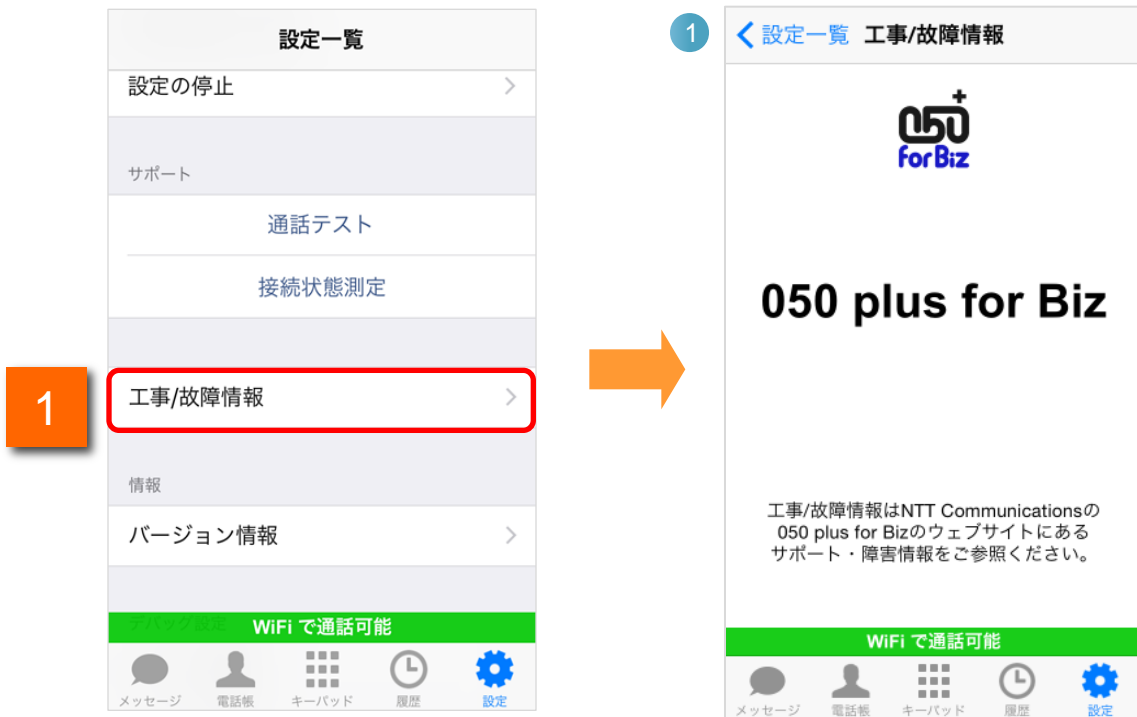 設定一覧
設定の停止
サポート
通話テスト
接続状態測定
1
工事/故障情報
情報
バージョン情報
デバッグ設定
WiFi で通話可能
メッセージ 電話帳 キーパッド 履歴 設定
1
設定一覧 工事/故障情報
050+
for Biz
050 plus for Biz
工事/故障情報はNTT Communicationsの
050 plus for Bizのウェブサイトにある
サポート・障害情報をご参照ください。
WiFi で通話可能
メッセージ 電話帳 キーパッド 履歴 設定